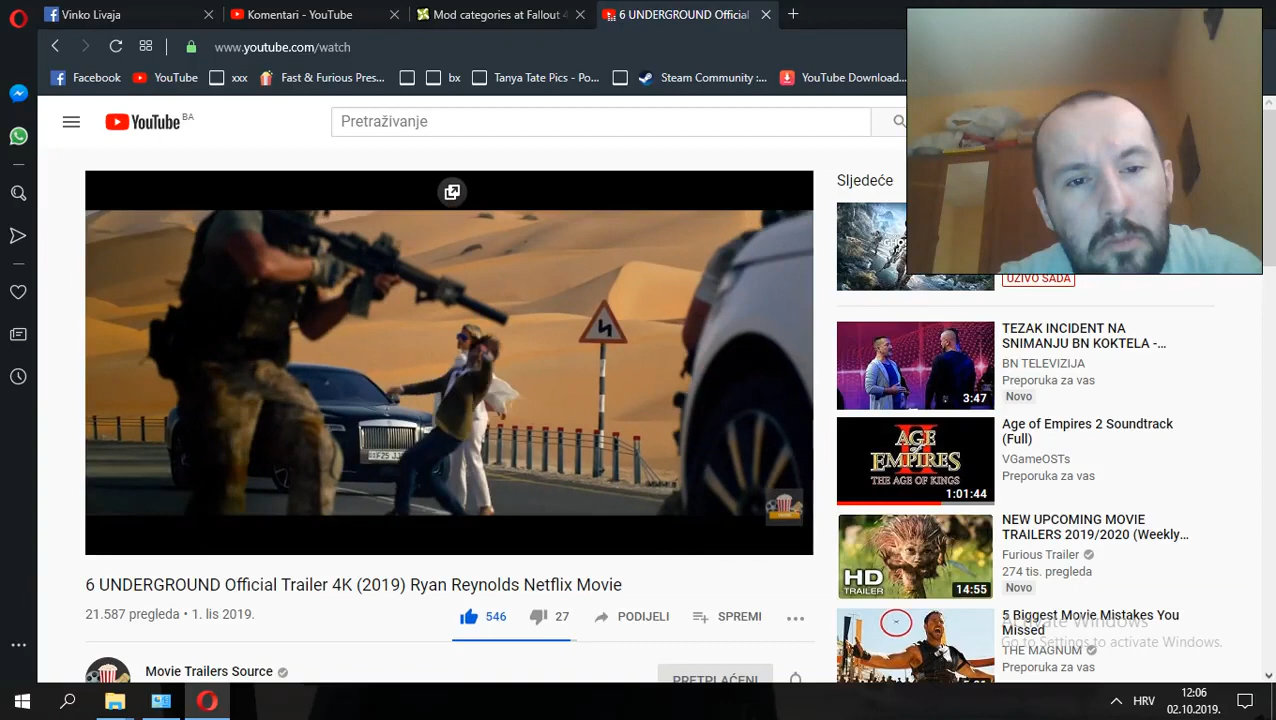 Vinko Livaja
Komentari - YouTube
Mod categories at Fallout 4
6 UNDERGROUND Official
www.youtube.com/watch
Facebook
YouTube
xxx
Fast & Furious Pres...
bx
Tanya Tate Pics - Po...
Steam Community :...
YouTube Download...
YouTube BA
Pretraživanje
Sljedeće
UŽIVO SADA
TEZAK INCIDENT NA
SNIMANJU BN KOKTELA -...
BN TELEVIZIJA
Preporuka za vas
Novo
3:47
AGE OF
EMPIRES
THE AGE OF KINGS
1:01:44
Age of Empires 2 Soundtrack
(Full)
VGameOSTs
Preporuka za vas
HD
TRAILER
14:55
NEW UPCOMING MOVIE
TRAILERS 2019/2020 (Weekly...
Furious Trailer
274 tis. pregleda
Novo
5 Biggest Movie Mistakes You
Missed
THE MAGNUM
Preporuka za vas
Activate Windows
Go to Settings to activate Windows.
6 UNDERGROUND Official Trailer 4K (2019) Ryan Reynolds Netflix Movie
21.587 pregleda • 1. lis 2019.
546
27
PODIJELI
SPREMI
Movie Trailers Source
PRETPLAĆENI
HRV
12:06
02.10.2019.